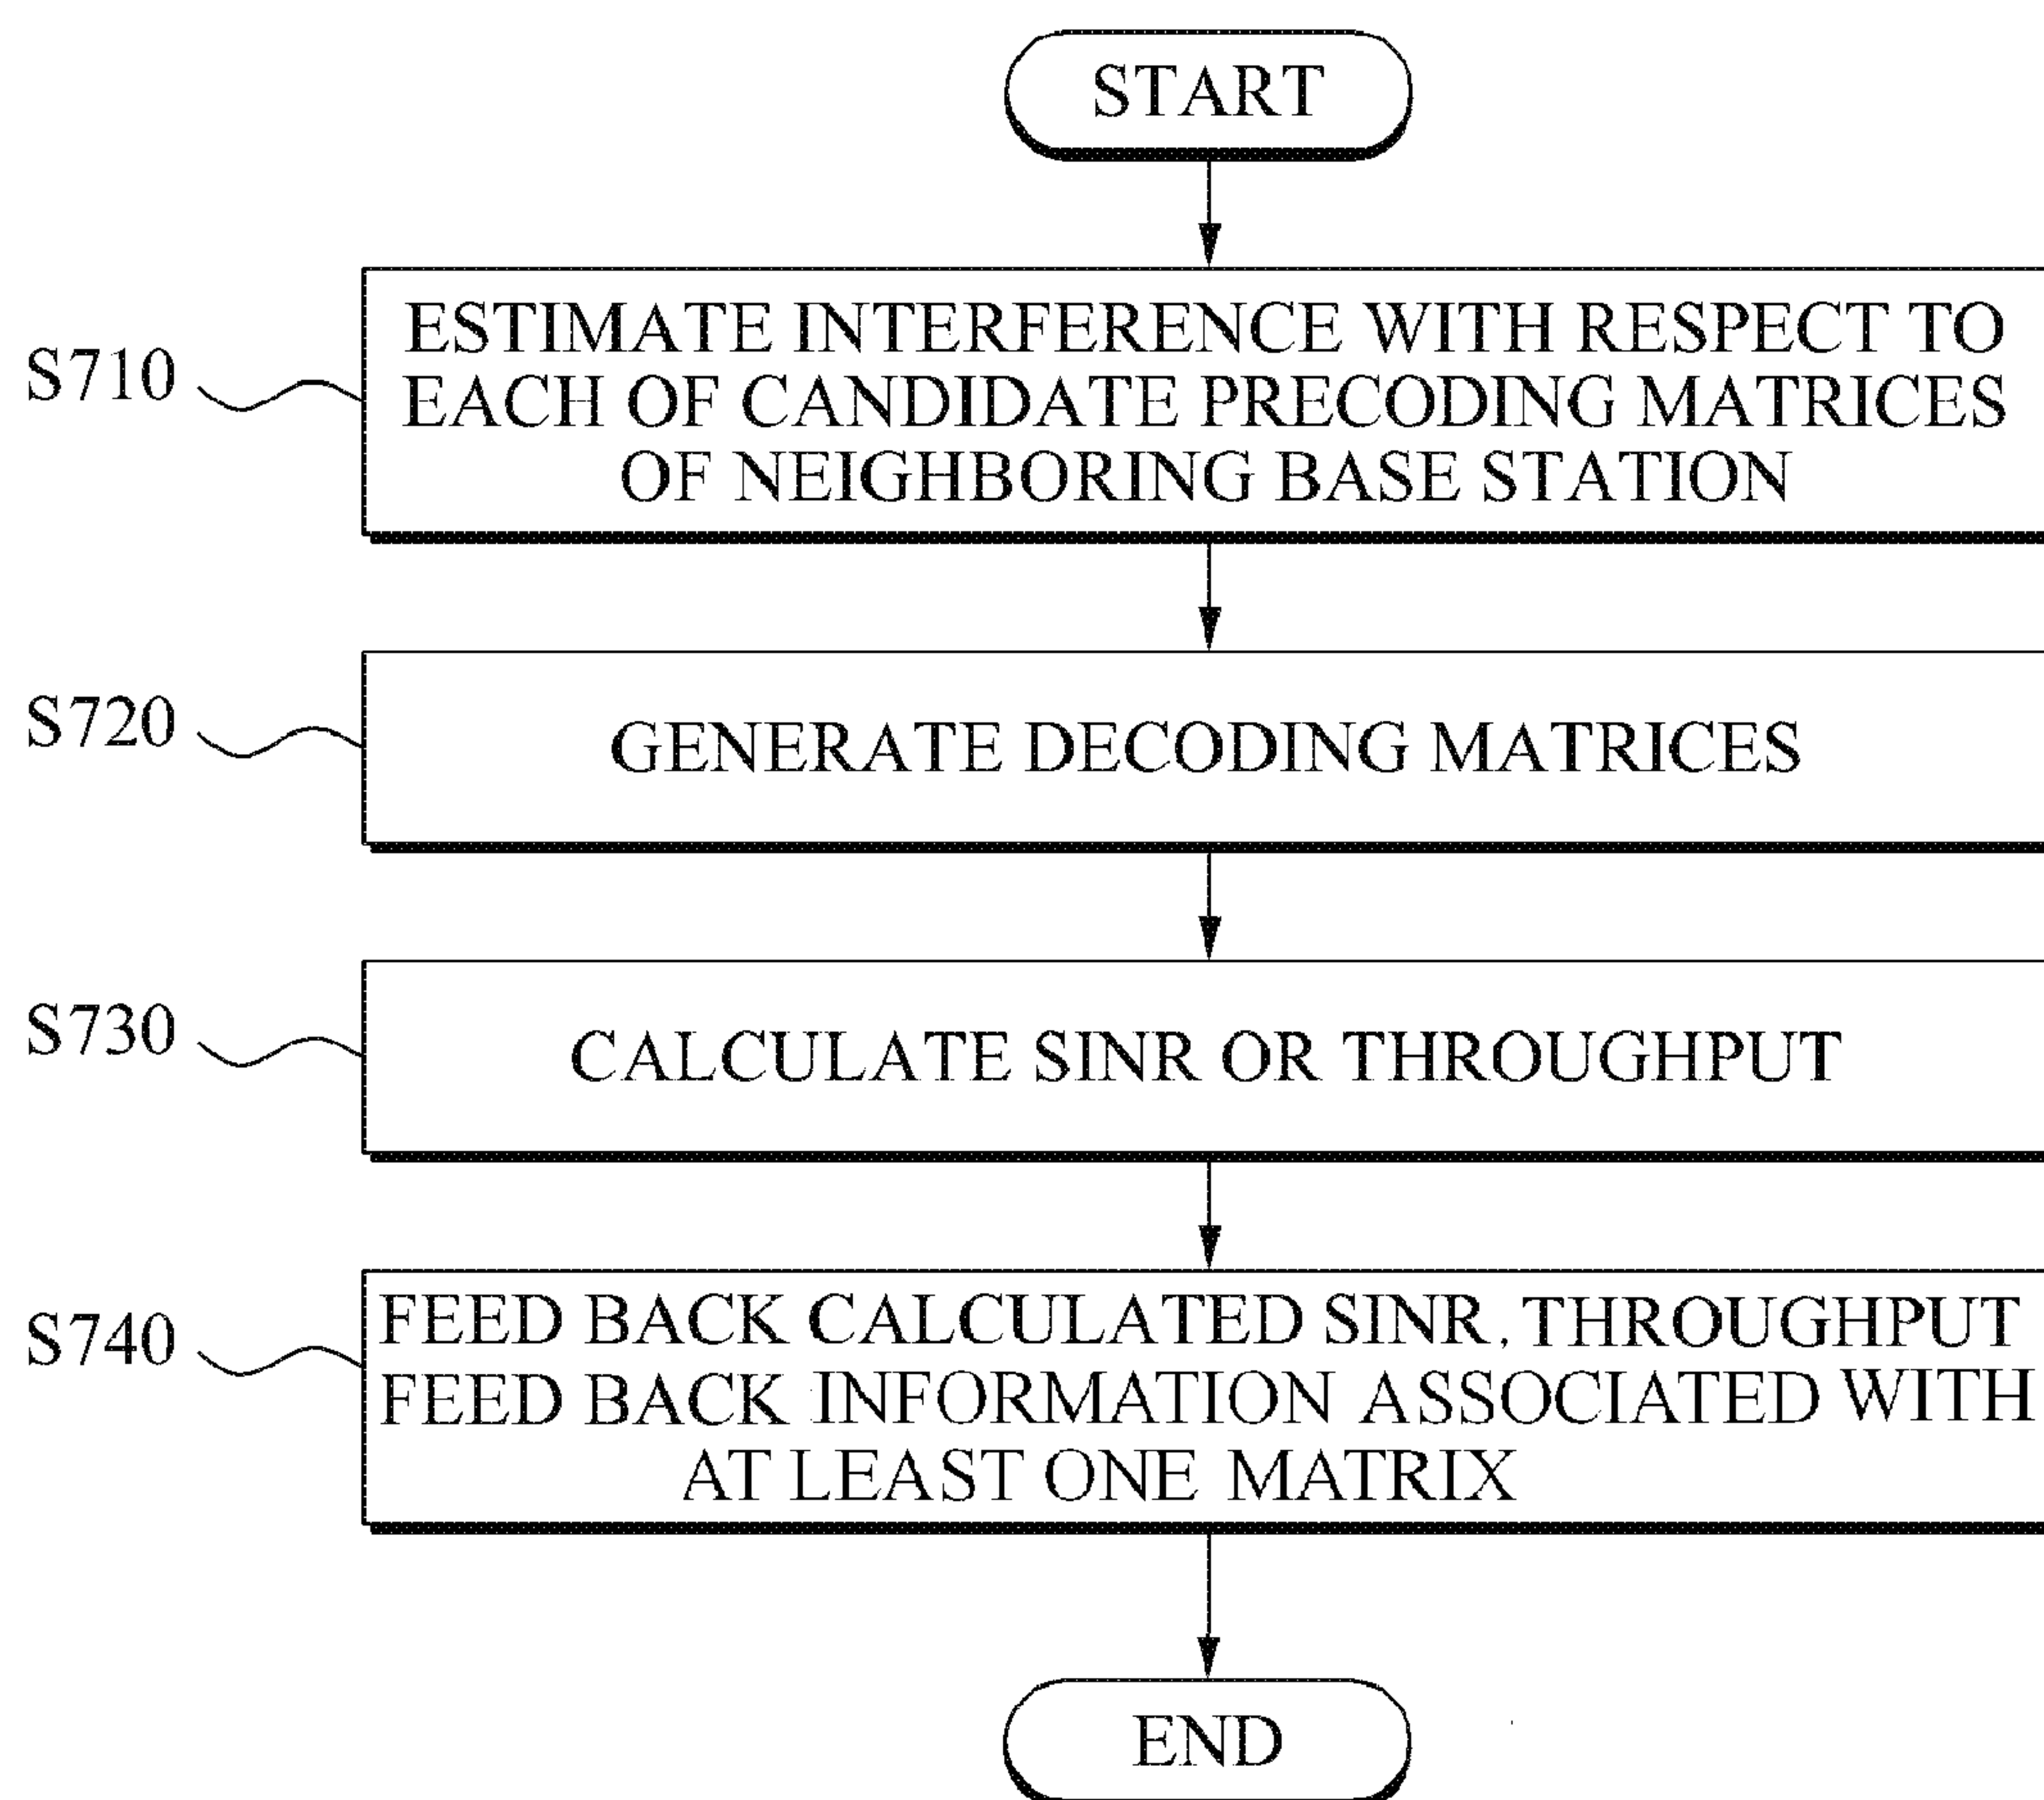 START
S710
ESTIMATE INTERFERENCE WITH RESPECT TO
EACH OF CANDIDATE PRECODING MATRICES
OF NEIGHBORING BASE STATION
S720
GENERATE DECODING MATRICES
S730
CALCULATE SINR OR THROUGHPUT
S740
FEED BACK CALCULATED SINR, THROUGHPUT
FEED BACK INFORMATION ASSOCIATED WITH
AT LEAST ONE MATRIX
END